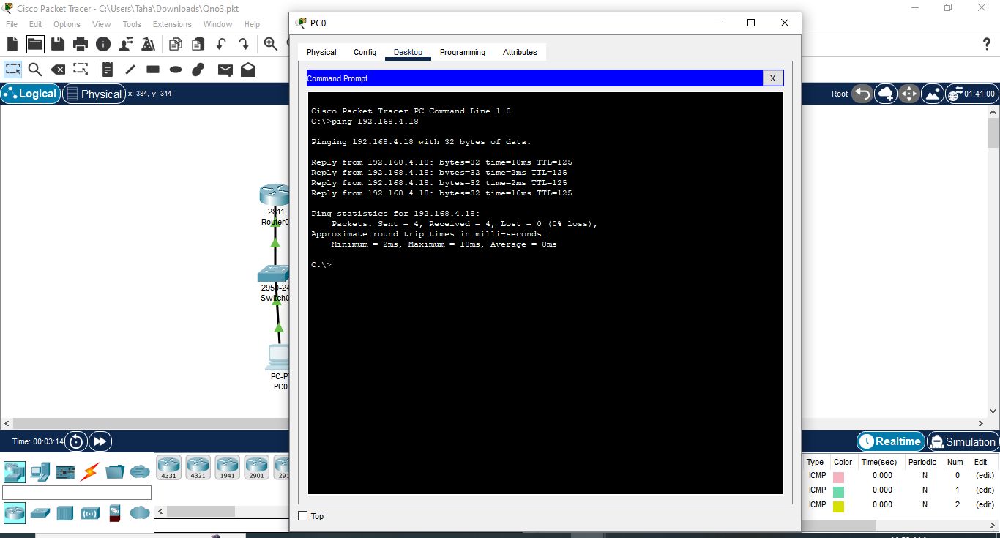 Cisco Packet Tracer - C:\Users\Taha\Downloads\Qno3.pkt
File Edit Options View Tools Extensions Window Help
Logical
Physical
x: 384, y: 344
Root
01:41:00
PC0
Physical Config Desktop Programming Attributes
Command Prompt
X
Cisco Packet Tracer PC Command Line 1.0
C:\>ping 192.168.4.18
Pinging 192.168.4.18 with 32 bytes of data:
Reply from 192.168.4.18: bytes=32 time=18ms TTL=125
Reply from 192.168.4.18: bytes=32 time=2ms TTL=125
Reply from 192.168.4.18: bytes=32 time=2ms TTL=125
Reply from 192.168.4.18: bytes=32 time=10ms TTL=125
Ping statistics for 192.168.4.18:
Packets: Sent = 4, Received = 4, Lost = 0 (0% loss),
Approximate round trip times in milli-seconds:
Minimum = 2ms, Maximum = 18ms, Average = 8ms
C:\>
Top
2811
Router0
2950-24
Switch0
PC-PT
PC0
Time: 00:03:14
Realtime
Simulation
4331 4321 1941 2901 291
Type Color Time(sec) Periodic Num Edit
ICMP 0.000 N 0 (edit)
ICMP 0.000 N 1 (edit)
ICMP 0.000 N 2 (edit)